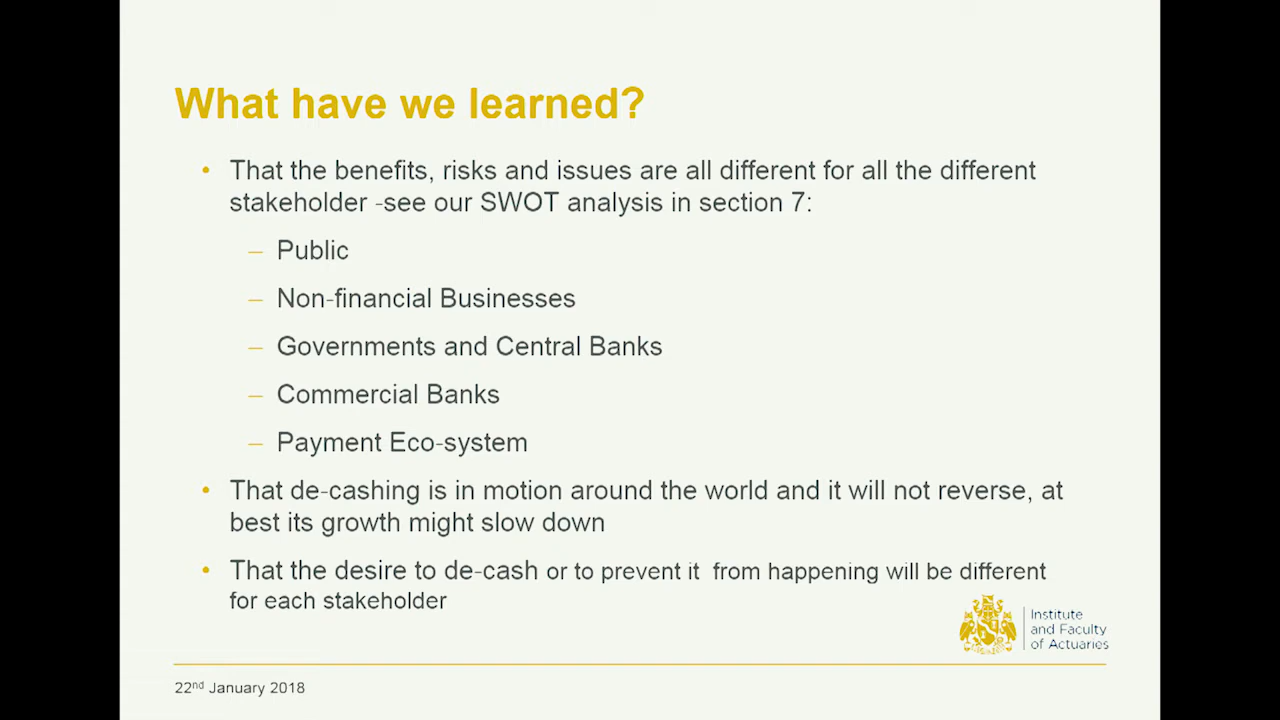 What have we learned?
• That the benefits, risks and issues are all different for all the different
stakeholder -see our SWOT analysis in section 7:
– Public
– Non-financial Businesses
– Governments and Central Banks
– Commercial Banks
– Payment Eco-system
• That de-cashing is in motion around the world and it will not reverse, at
best its growth might slow down
• That the desire to de-cash or to prevent it  from happening will be different
for each stakeholder
Institute
and Faculty
of Actuaries
22nd January 2018